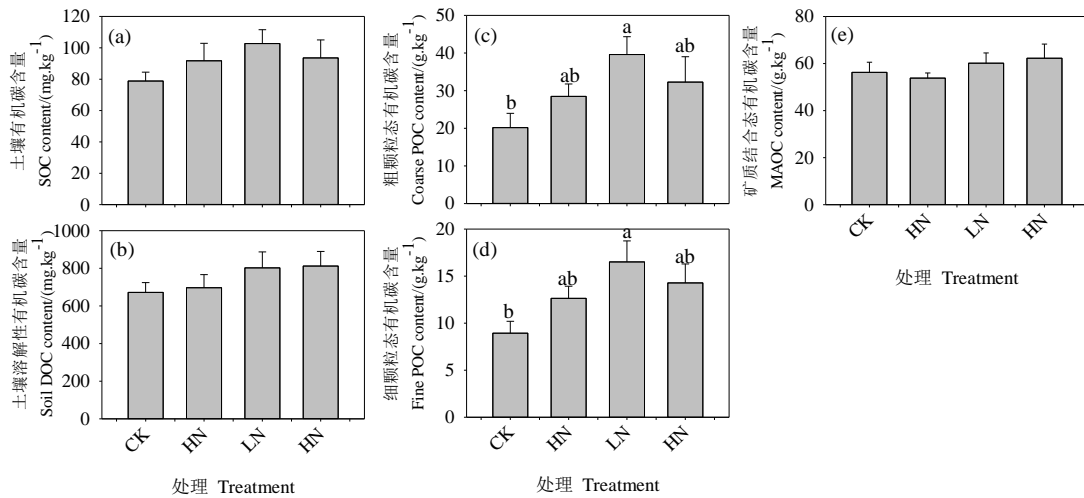 (a)
土壤有机碳含量
SOC content/(mg.kg⁻¹)
120
100
80
60
40
20
0
(b)
土壤溶解性有机碳含量
Soil DOC content/(mg.kg⁻¹)
1000
800
600
400
200
0
CK
HN
LN
HN
处理 Treatment
(c)
粗颗粒态有机碳含量
Coarse POC content/(g.kg⁻¹)
50
40
30
20
10
0
b
ab
a
ab
(d)
细颗粒态有机碳含量
Fine POC content/(g.kg⁻¹)
20
15
10
5
0
b
ab
a
ab
CK
HN
LN
HN
处理 Treatment
(e)
矿质结合态有机碳含量
MAOC content/(g.kg⁻¹)
80
60
40
20
0
CK
HN
LN
HN
处理 Treatment